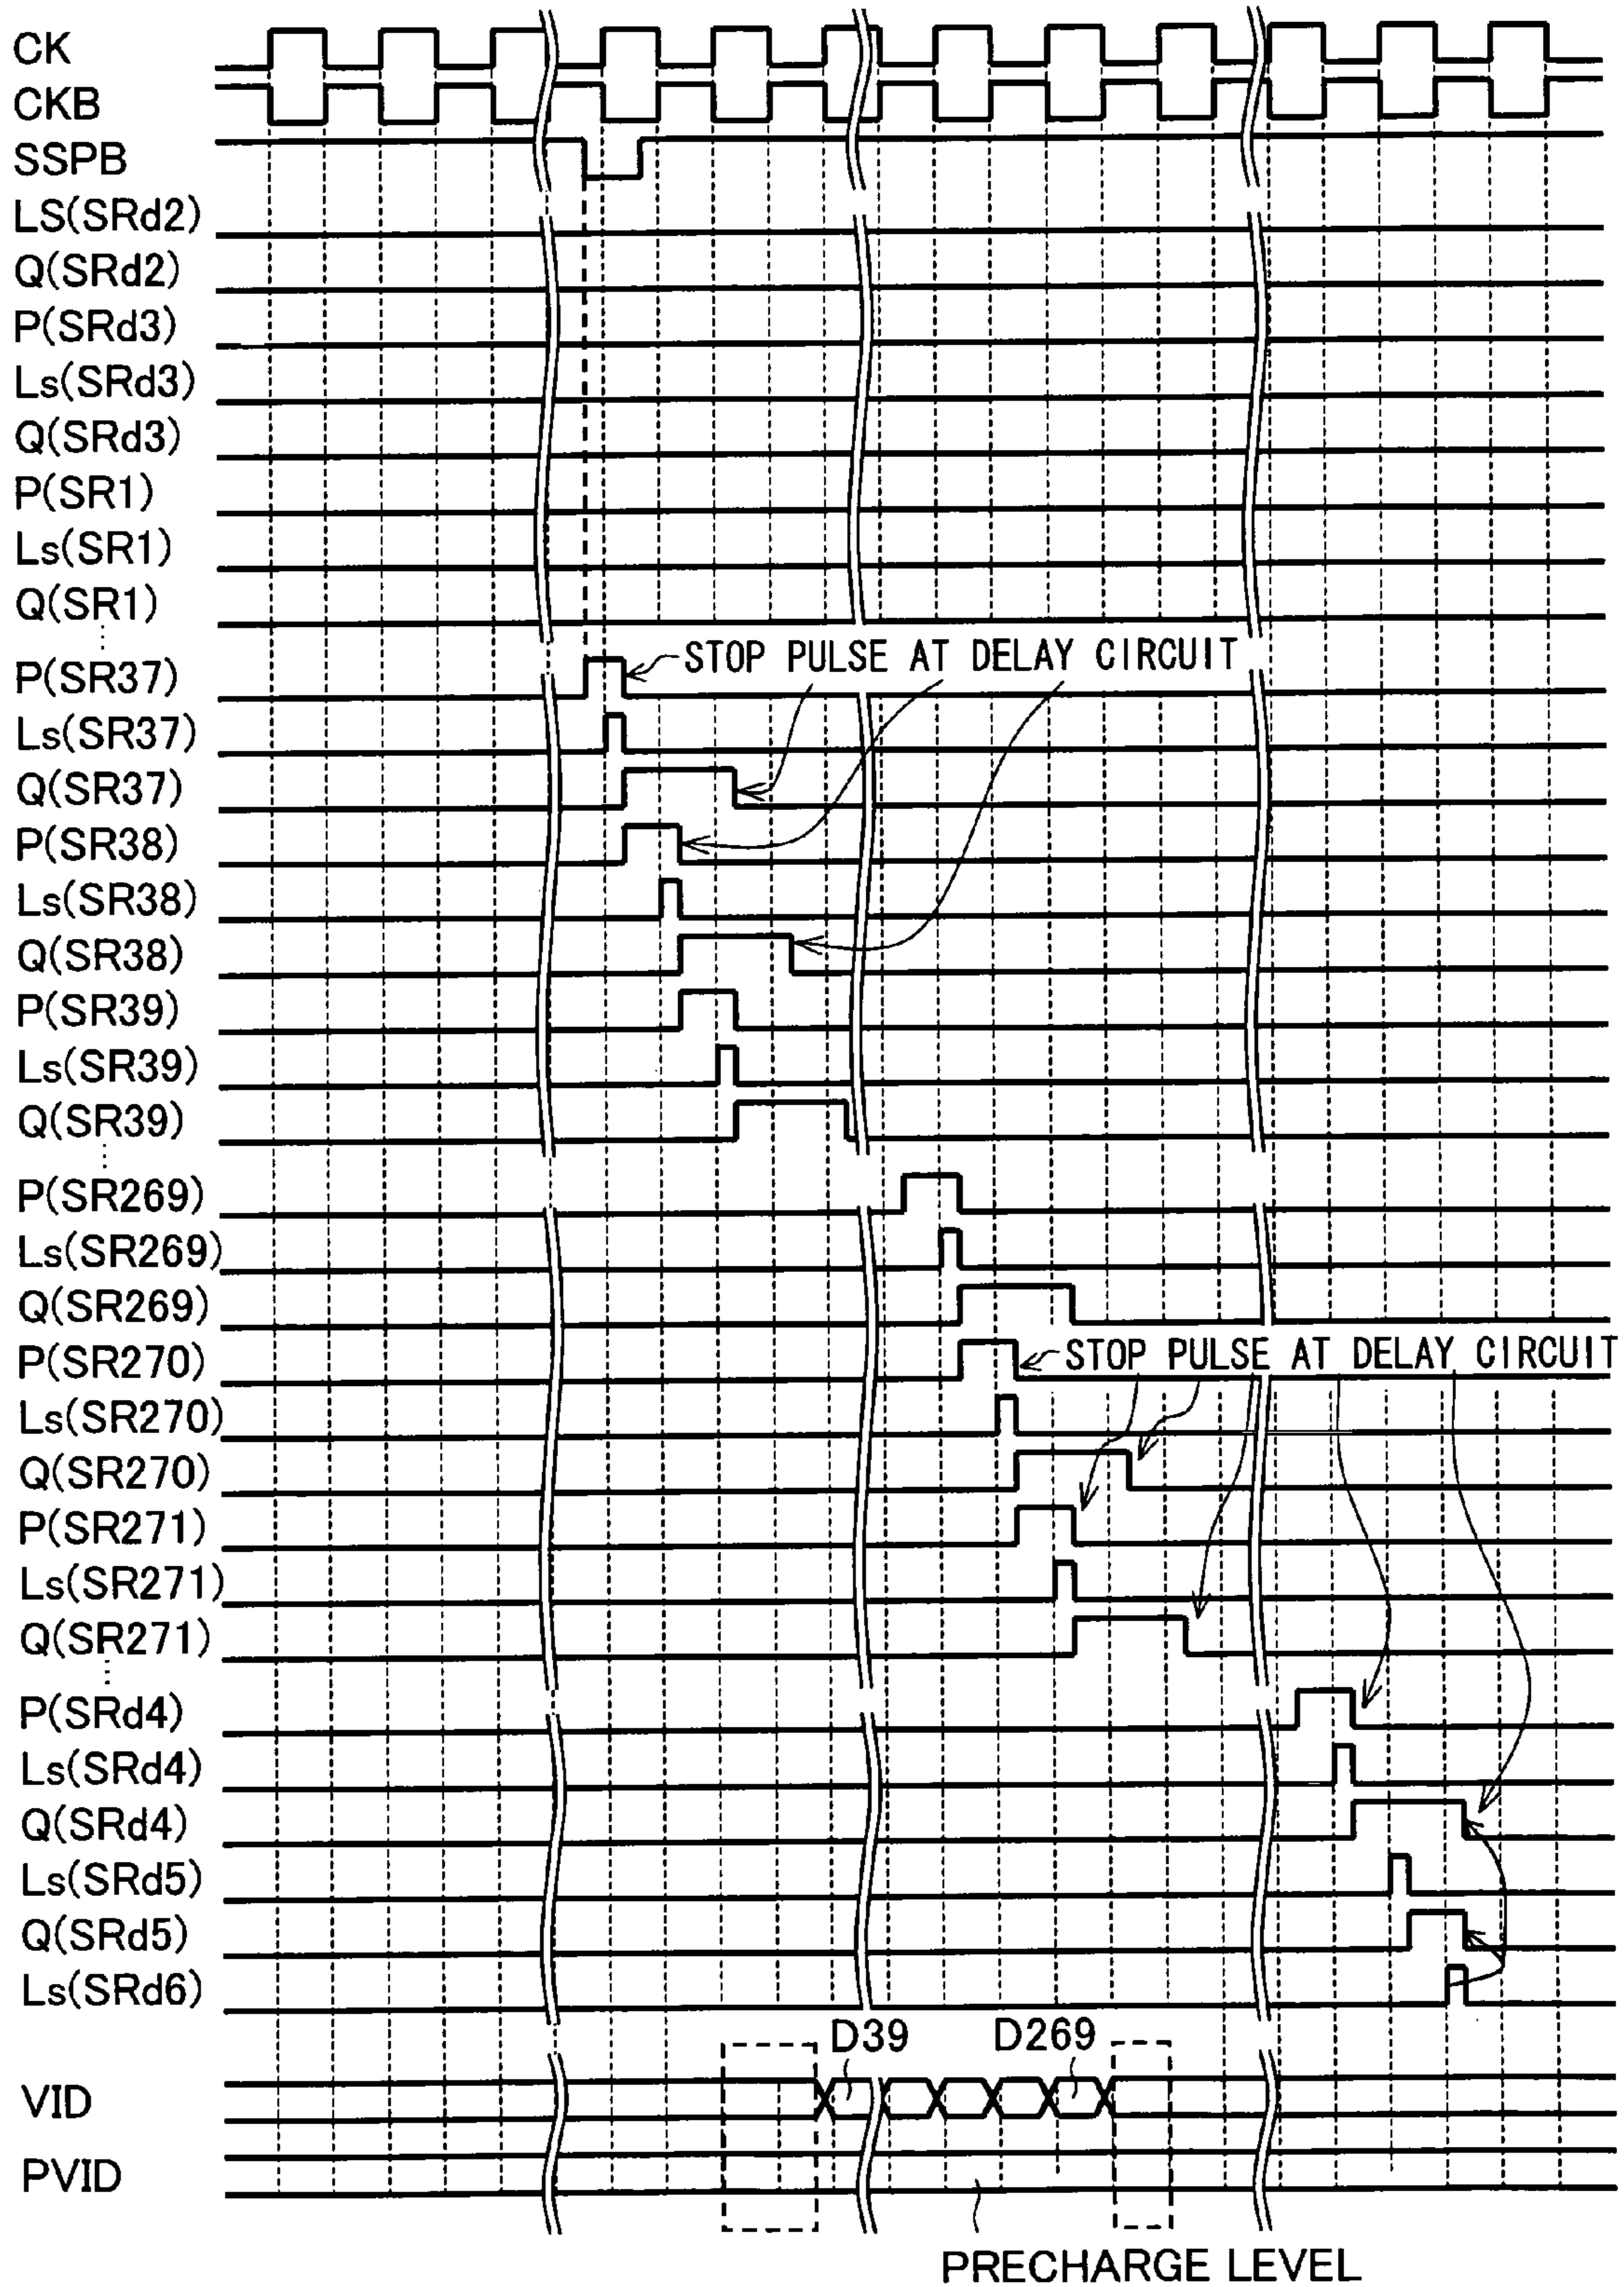 CK
CKB
SSPB
LS(SRd2)
Q(SRd2)
P(SRd3)
Ls(SRd3)
Q(SRd3)
P(SR1)
Ls(SR1)
Q(SR1)
P(SR37) STOP PULSE AT DELAY CIRCUIT
Ls(SR37)
Q(SR37)
P(SR38)
Ls(SR38)
Q(SR38)
P(SR39)
Ls(SR39)
Q(SR39)
P(SR269)
Ls(SR269)
Q(SR269)
P(SR270) STOP PULSE AT DELAY CIRCUIT
Ls(SR270)
Q(SR270)
P(SR271)
Ls(SR271)
Q(SR271)
P(SRd4)
Ls(SRd4)
Q(SRd4)
Ls(SRd5)
Q(SRd5)
Ls(SRd6)
D39 D269
VID
PVID
PRECHARGE LEVEL